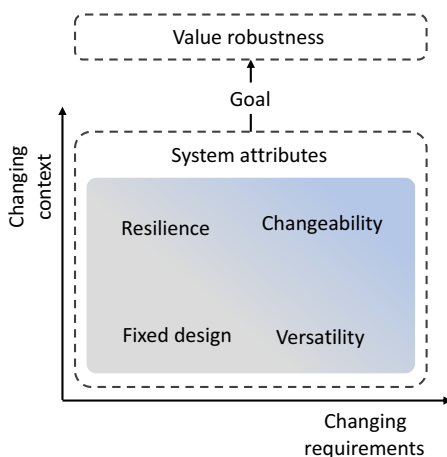 Value robustness
Goal
System attributes
Changing
context
Resilience
Changeability
Fixed design
Versatility
Changing
requirements